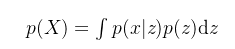 p(X) = ∫ p(x|z)p(z)dz